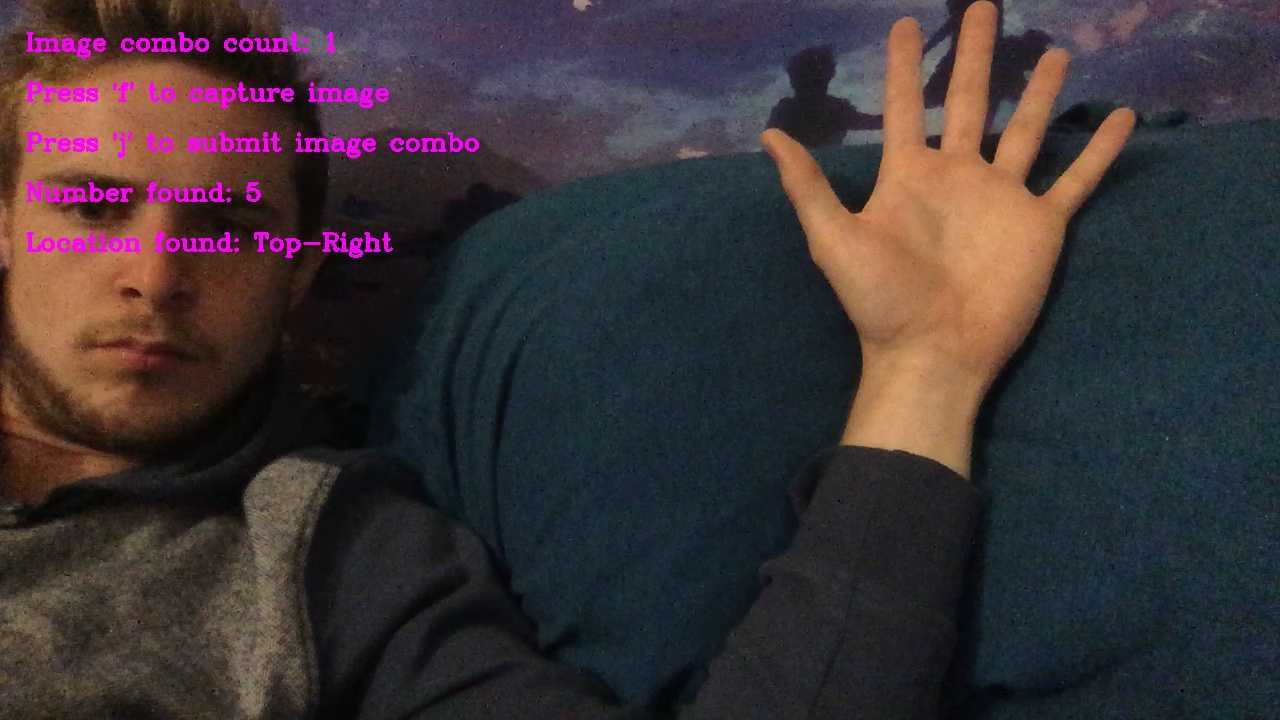 Image combo count: 1
Press 'f' to capture image
Press 'j' to submit image combo
Number found: 5
Location found: Top-Right